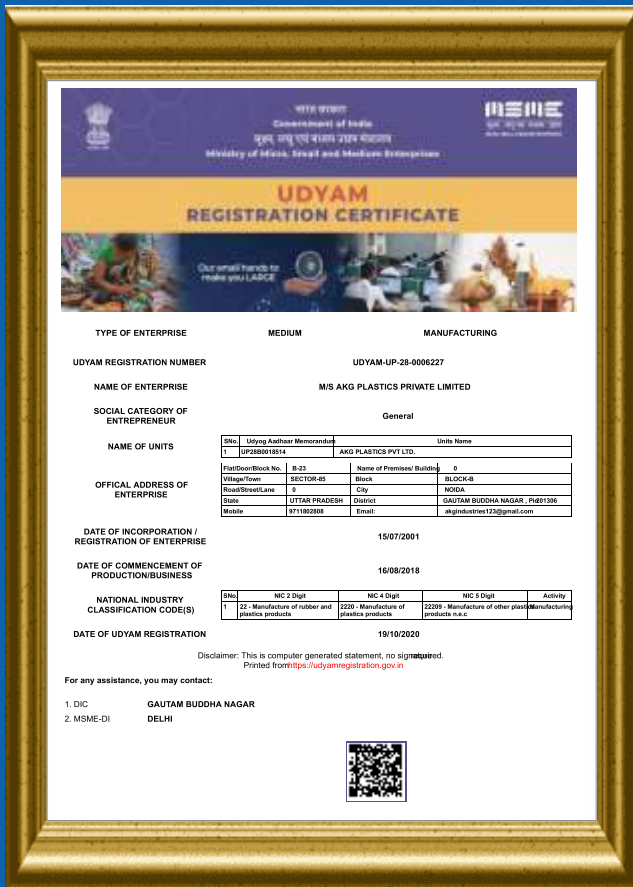 भारत सरकार
Government of India
सूक्ष्म, लघु एवं मध्यम उद्यम मंत्रालय
Ministry of Micro, Small and Medium Enterprises
UDYAM
REGISTRATION CERTIFICATE
Our small hands to
make you LARGE
TYPE OF ENTERPRISE MEDIUM MANUFACTURING
UDYAM REGISTRATION NUMBER UDYAM-UP-28-0006227
NAME OF ENTERPRISE M/S AKG PLASTICS PRIVATE LIMITED
SOCIAL CATEGORY OF
ENTREPRENEUR
General
NAME OF UNITS
SNo. Udyog Aadhaar Memorandum Units Name
1 UP28B0018514 AKG PLASTICS PVT LTD.
OFFICAL ADDRESS OF
ENTERPRISE
Flat/Door/Block No. B-23 Name of Premises/ Building 0
Village/Town SECTOR-85 Block BLOCK-B
Road/Street/Lane 0 City NOIDA
State UTTAR PRADESH District GAUTAM BUDDHA NAGAR , Pin201306
Mobile 9711802808 Email: akgindustries123@gmail.com
DATE OF INCORPORATION /
REGISTRATION OF ENTERPRISE
15/07/2001
DATE OF COMMENCEMENT OF
PRODUCTION/BUSINESS
16/08/2018
NATIONAL INDUSTRY
CLASSIFICATION CODE(S)
SNo. NIC 2 Digit NIC 4 Digit NIC 5 Digit Activity
1 22 - Manufacture of rubber and 2220 - Manufacture of 22209 - Manufacture of other plastics Manufacturing
plastics products plastics products products n.e.c
DATE OF UDYAM REGISTRATION 19/10/2020
Disclaimer: This is computer generated statement, no signature required.
Printed from https://udyamregistration.gov.in
For any assistance, you may contact:
1. DIC GAUTAM BUDDHA NAGAR
2. MSME-DI DELHI